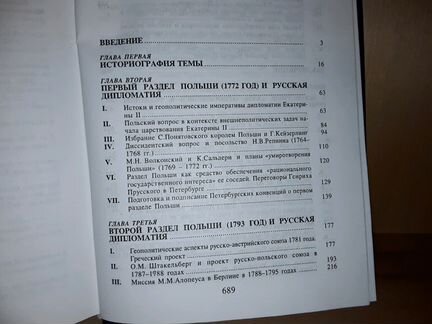 ВВЕДЕНИЕ 3
ГЛАВА ПЕРВАЯ
ИСТОРИОГРАФИЯ ТЕМЫ 16
ГЛАВА ВТОРАЯ
ПЕРВЫЙ РАЗДЕЛ ПОЛЬШИ (1772 ГОД) И РУССКАЯ
ДИПЛОМАТИЯ 63
I. Истоки и геополитические императивы дипломатии Екатери-
ны II 63
II. Польский вопрос в контексте внешнеполитических задач нача-
ла царствования Екатерины II 84
III. Избрание С.Понятовского королем Польши и Г.Кейзерлинг 94
IV. Диссидентский вопрос и посольство Н.В.Репнина (1764–
1768 гг.) 107
V. М.Н. Волконский и К.Сальдерн и планы «умиротворения
Польши» (1769 – 1772 гг.) 120
VI. Раздел Польши как средство обеспечения «рационального
государственного интереса» ее соседей. Переговоры Генриха
Прусского в Петербурге 129
VII. Подготовка и подписание Петербургских конвенций о первом
разделе Польши 139
ГЛАВА ТРЕТЬЯ
ВТОРОЙ РАЗДЕЛ ПОЛЬШИ (1793 ГОД) И РУССКАЯ
ДИПЛОМАТИЯ 177
I. Геополитические аспекты русско-австрийского союза 1781 года.
Греческий проект 177
II. О.М. Штакельберг и проект русско-польского союза в
1787–1788 годах 193
III. Миссия М.М.Алопеуса в Берлине в 1788–1795 годах 216
689